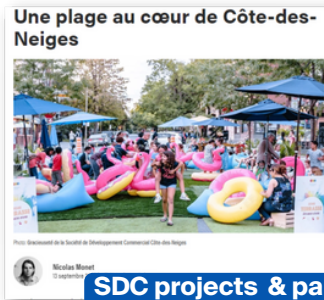 Une plage au cœur de Côte-des-
Neiges
Photo: Gracieuseté de la Société de Développement Commercial Côte-des-Neiges
Nicolas Monet
13 septembre
SDC projects & pa